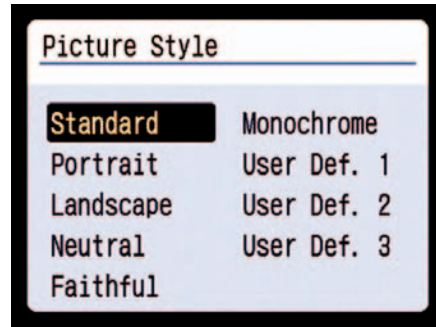 Picture Style
Standard
Portrait
Landscape
Neutral
Faithful
Monochrome
User Def. 1
User Def. 2
User Def. 3